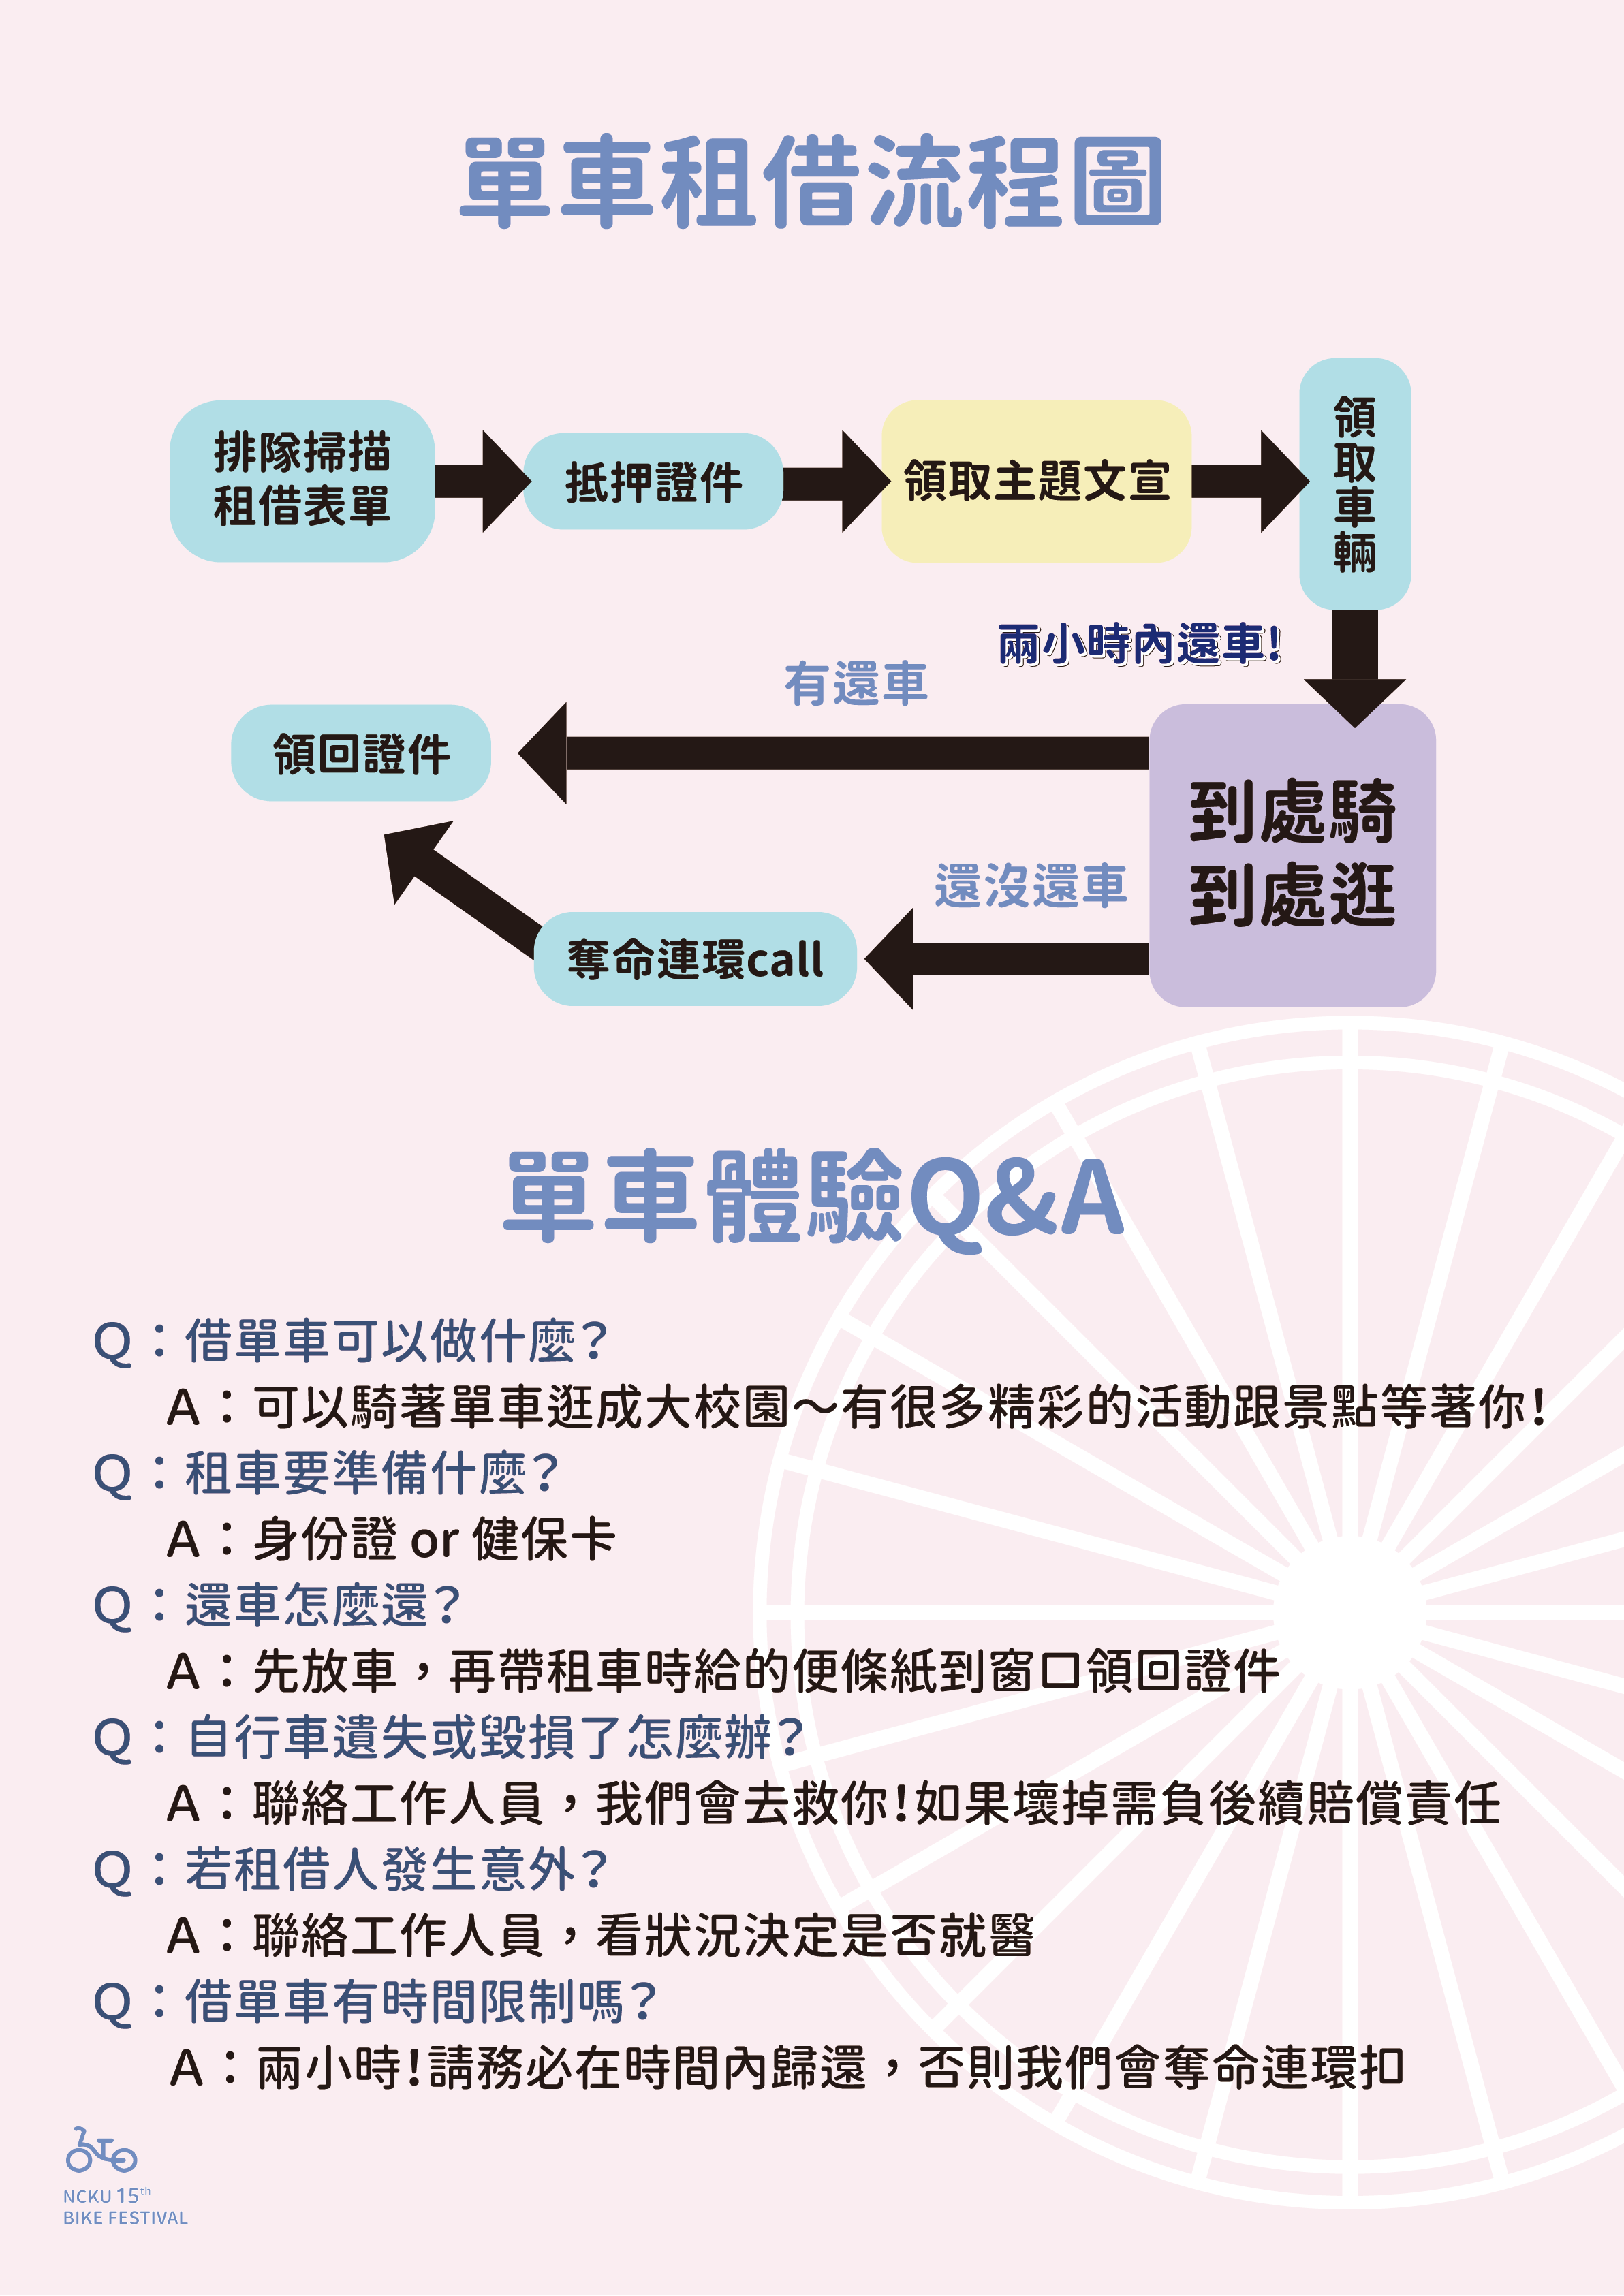 單車租借流程圖
排隊掃描
租借表單
抵押證件
領取主題文宣
領取車輛
兩小時內還車!
有還車
領回證件
到處騎
到處逛
還沒還車
奪命連環call
單車體驗Q&A
Q：借單車可以做什麼?
A：可以騎著單車逛成大校園～有很多精彩的活動跟景點等著你!
Q：租車要準備什麼?
A：身份證 or 健保卡
Q：還車怎麼還?
A：先放車，再帶租車時給的便條紙到窗口領回證件
Q：自行車遺失或毀損了怎麼辦?
A：聯絡工作人員，我們會去救你!如果壞掉需負後續賠償責任
Q：若租借人發生意外?
A：聯絡工作人員，看狀況決定是否就醫
Q：借單車有時間限制嗎?
A：兩小時!請務必在時間內歸還，否則我們會奪命連環扣
NCKU 15th
BIKE FESTIVAL